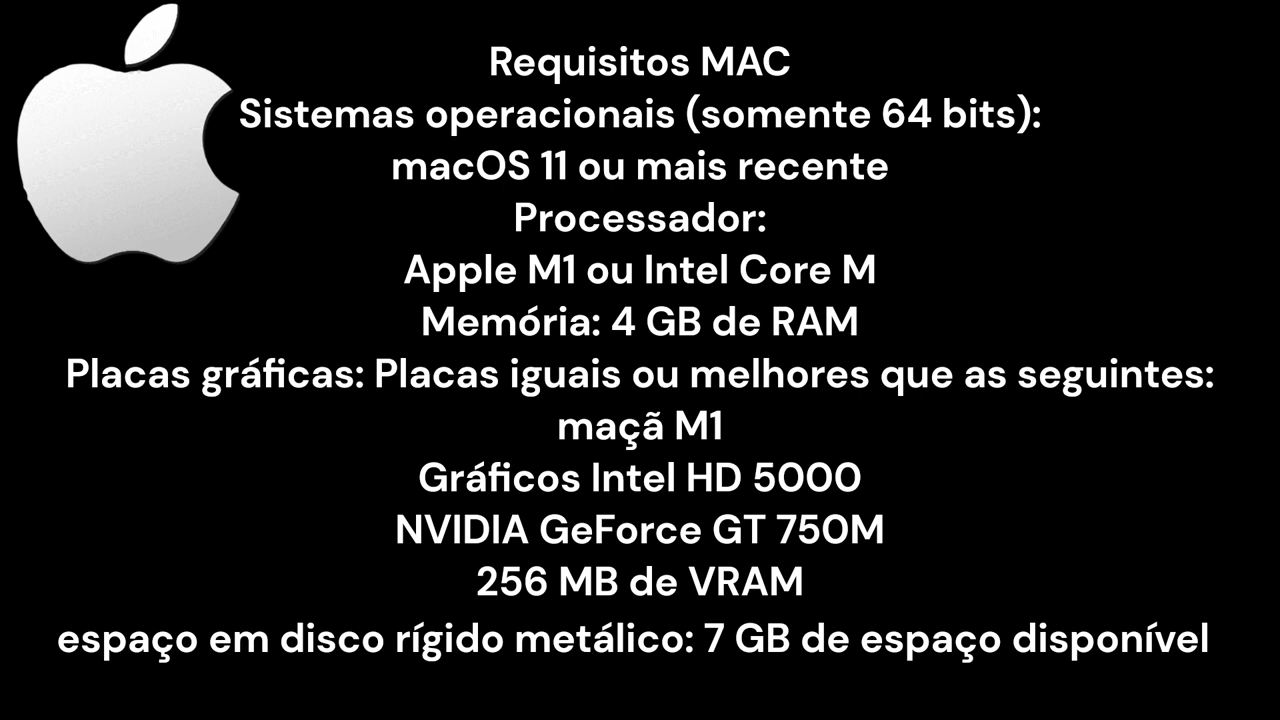 Requisitos MAC
Sistemas operacionais (somente 64 bits):
macOS 11 ou mais recente
Processador:
Apple M1 ou Intel Core M
Memória: 4 GB de RAM
Placas gráficas: Placas iguais ou melhores que as seguintes:
maçã M1
Gráficos Intel HD 5000
NVIDIA GeForce GT 750M
256 MB de VRAM
espaço em disco rígido metálico: 7 GB de espaço disponível